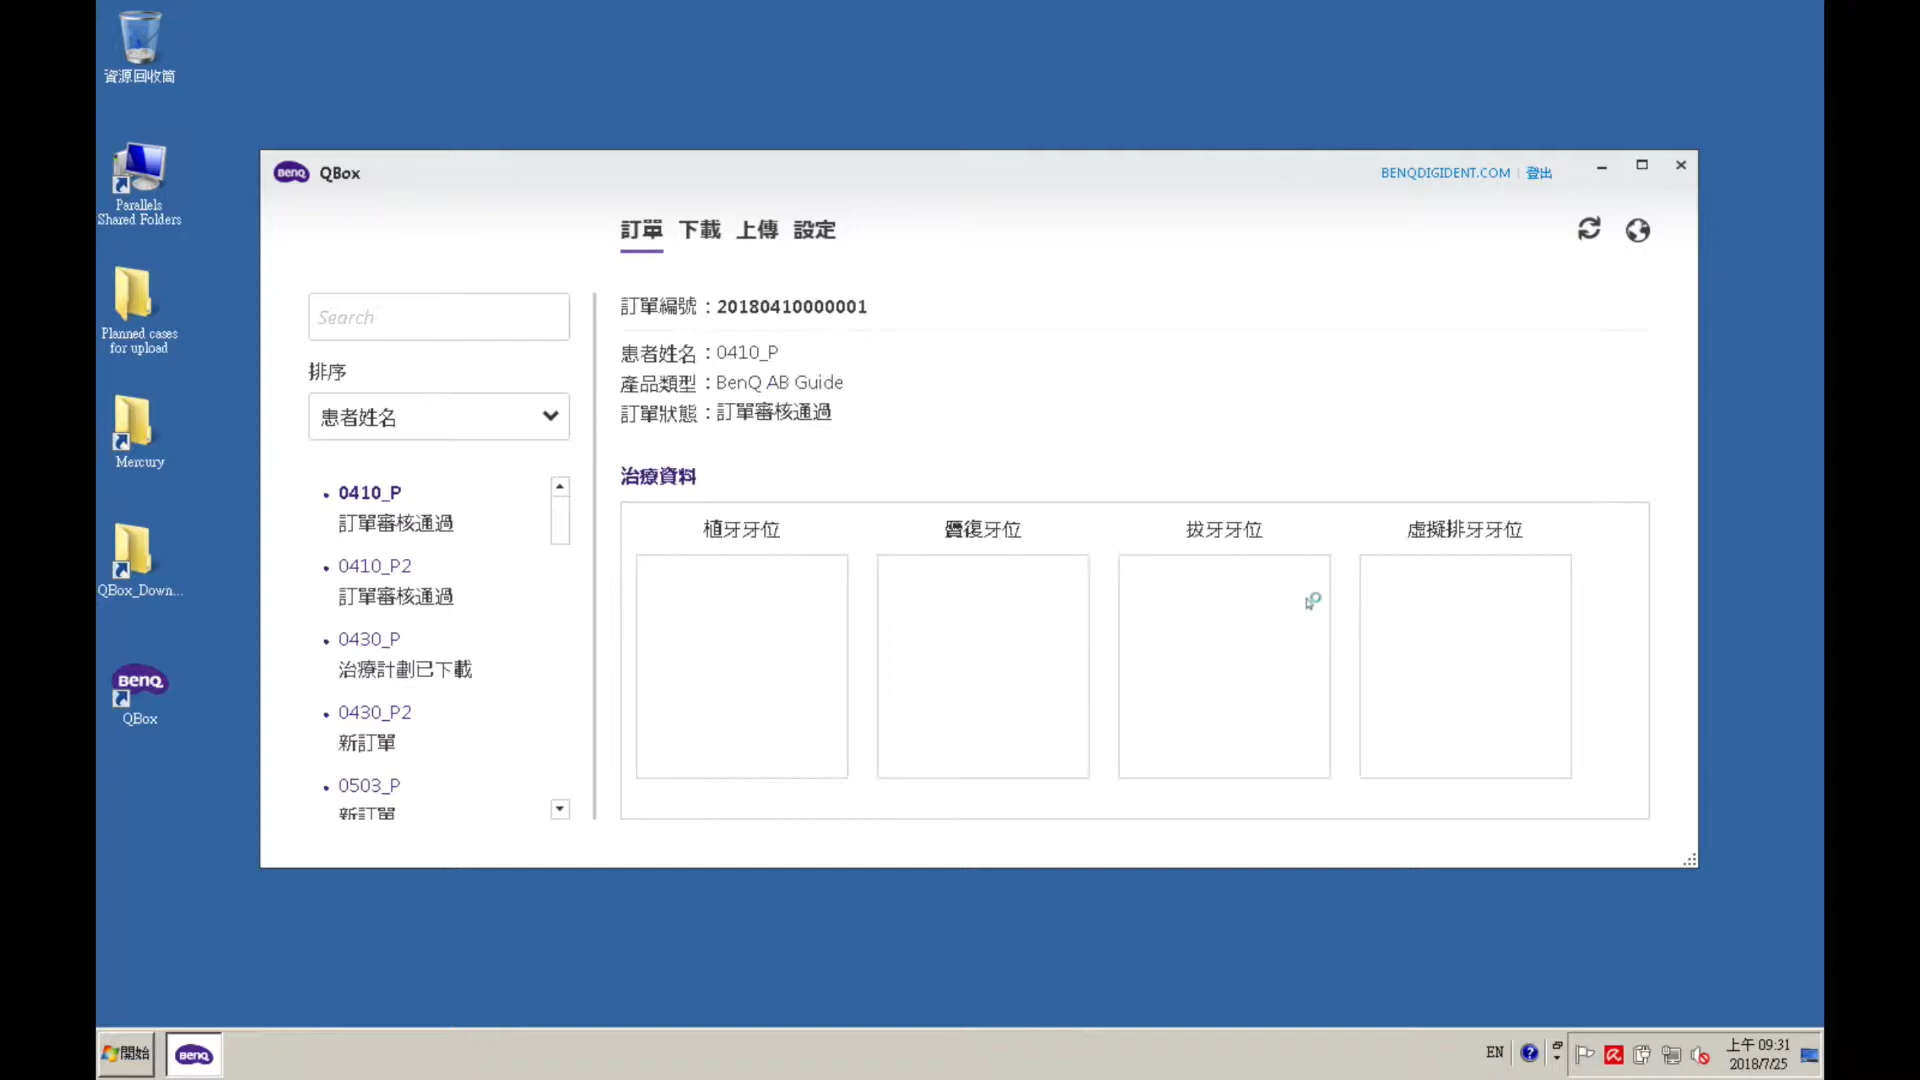 資源回收筒
Parallels
Shared Folders
Planned cases
for upload
Mercury
QBox_Down...
BenQ
QBox
BenQ QBox
BENQDIGIDENT.COM | 登出
訂單 下載 上傳 設定
Search
排序
患者姓名
0410_P
訂單審核通過
0410_P2
訂單審核通過
0430_P
治療計劃已下載
0430_P2
新訂單
0503_P
新訂單
訂單編號：20180410000001
患者姓名：0410_P
產品類型：BenQ AB Guide
訂單狀態：訂單審核通過
治療資料
植牙牙位 贋復牙位 拔牙牙位 虛擬排牙牙位
開始
BenQ
EN
上午 09:31
2018/7/25